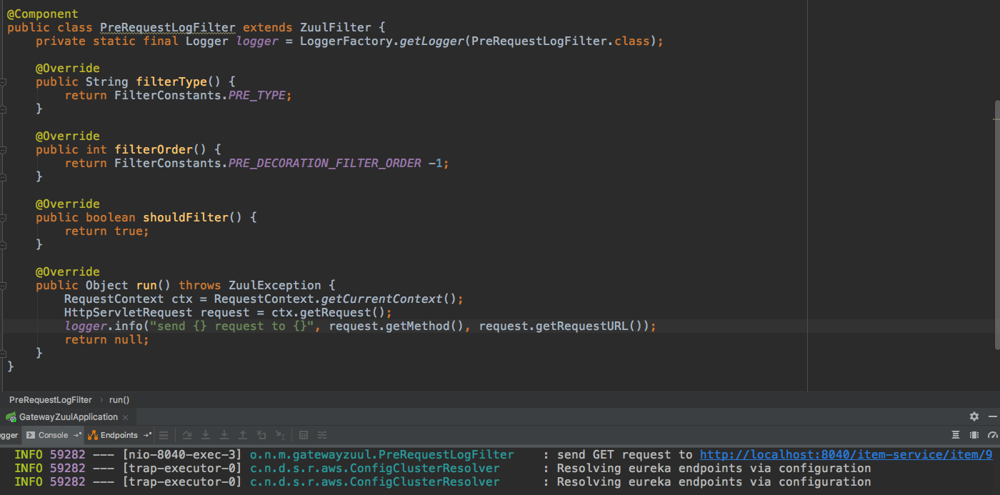 @Component
public class PreRequestLogFilter extends ZuulFilter {
    private static final Logger logger = LoggerFactory.getLogger(PreRequestLogFilter.class);

    @Override
    public String filterType() {
        return FilterConstants.PRE_TYPE;
    }

    @Override
    public int filterOrder() {
        return FilterConstants.PRE_DECORATION_FILTER_ORDER -1;
    }

    @Override
    public boolean shouldFilter() {
        return true;
    }

    @Override
    public Object run() throws ZuulException {
        RequestContext ctx = RequestContext.getCurrentContext();
        HttpServletRequest request = ctx.getRequest();
        logger.info("send {} request to {}", request.getMethod(), request.getRequestURL());
        return null;
    }
}
PreRequestLogFilter › run()
GatewayZuulApplication ×
gger Console Endpoints
INFO 59282 --- [nio-8040-exec-3] o.n.m.gatewayzuul.PreRequestLogFilter : send GET request to http://localhost:8040/item-service/item/9
INFO 59282 --- [trap-executor-0] c.n.d.s.r.aws.ConfigClusterResolver : Resolving eureka endpoints via configuration
INFO 59282 --- [trap-executor-0] c.n.d.s.r.aws.ConfigClusterResolver : Resolving eureka endpoints via configuration